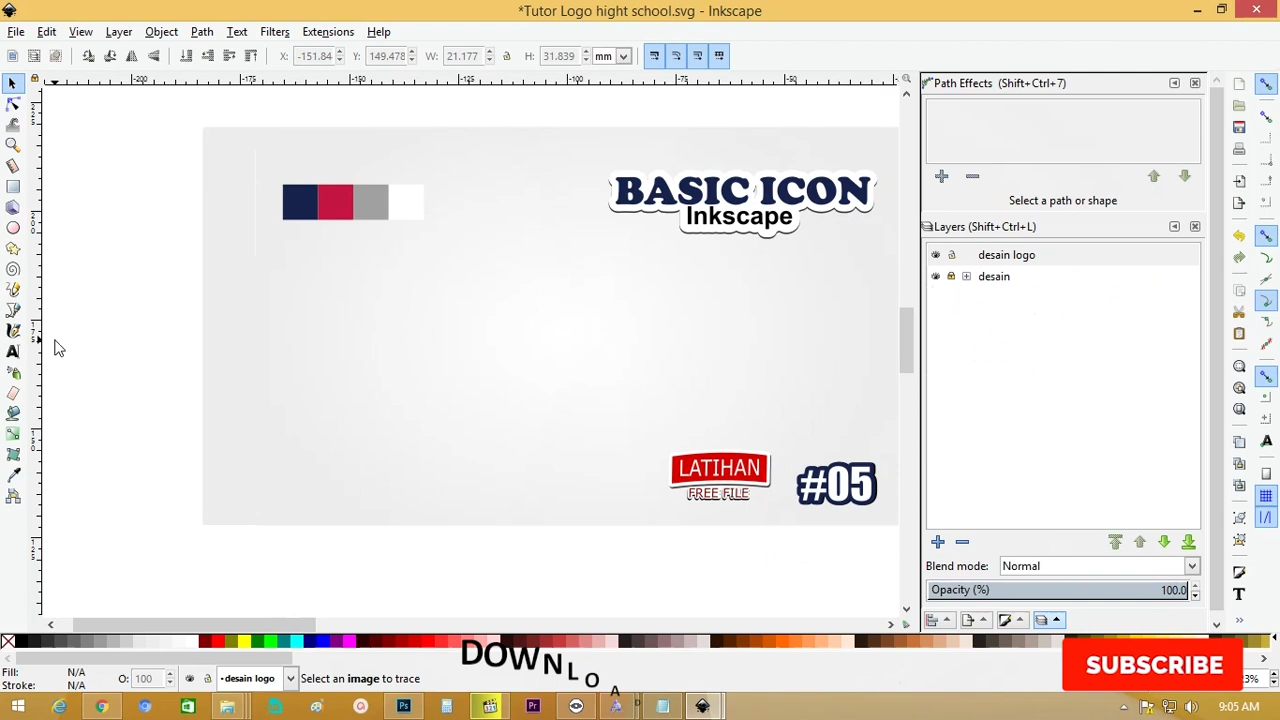 *Tutor Logo hight school.svg - Inkscape
File Edit View Layer Object Path Text Filters Extensions Help
X: -151.84 Y: 149.478 W: 21.177 H: 31.839 mm
Path Effects (Shift+Ctrl+7)
Select a path or shape
Layers (Shift+Ctrl+L)
desain logo
desain
BASIC ICON
Inkscape
LATIHAN
FREE FILE
#05
Blend mode: Normal
Opacity (%) 100.0
Fill: N/A
Stroke: N/A
O: 100
•desain logo
Select an image to trace
DOWNLOA
SUBSCRIBE
9:05 AM